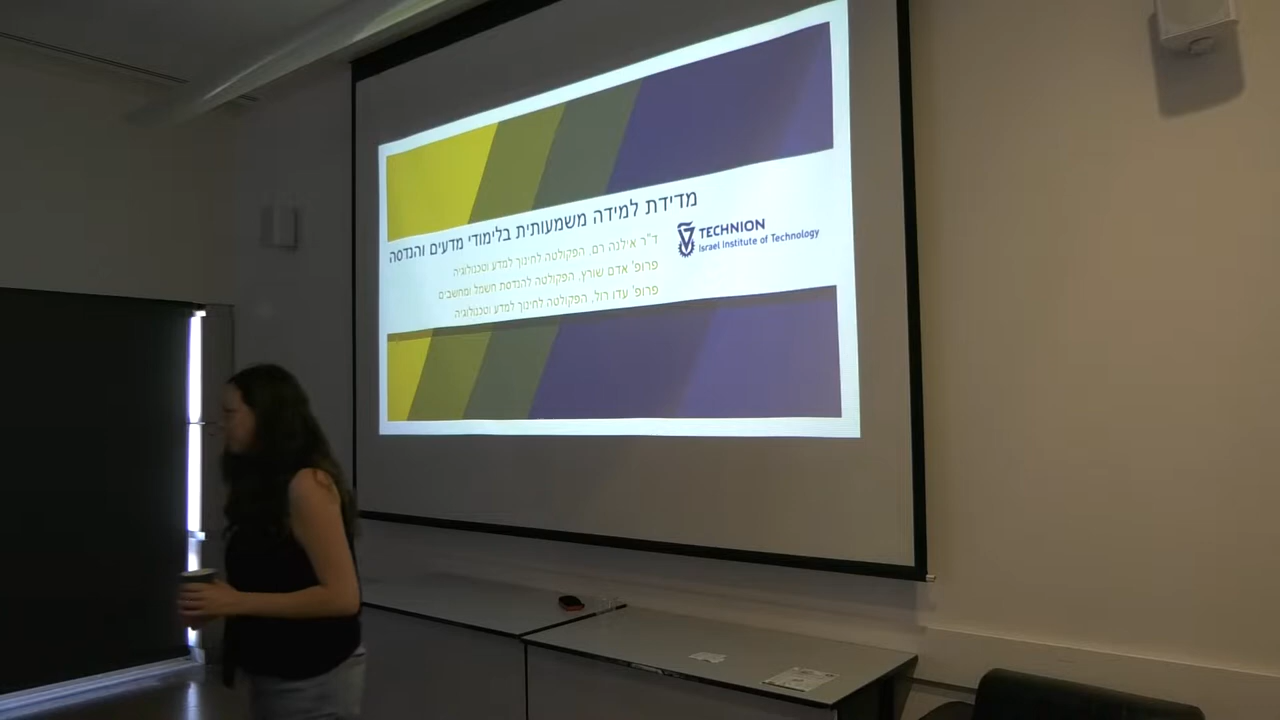 מדידת למידה משמעותית בלימודי מדעים והנדסה
ד"ר אילנה רם, הפקולטה לחינוך למדע וטכנולוגיה
פרופ' אדם שורץ, הפקולטה להנדסת חשמל ומחשבים
פרופ' עדו רול, הפקולטה לחינוך למדע וטכנולוגיה
TECHNION
Israel Institute of Technology